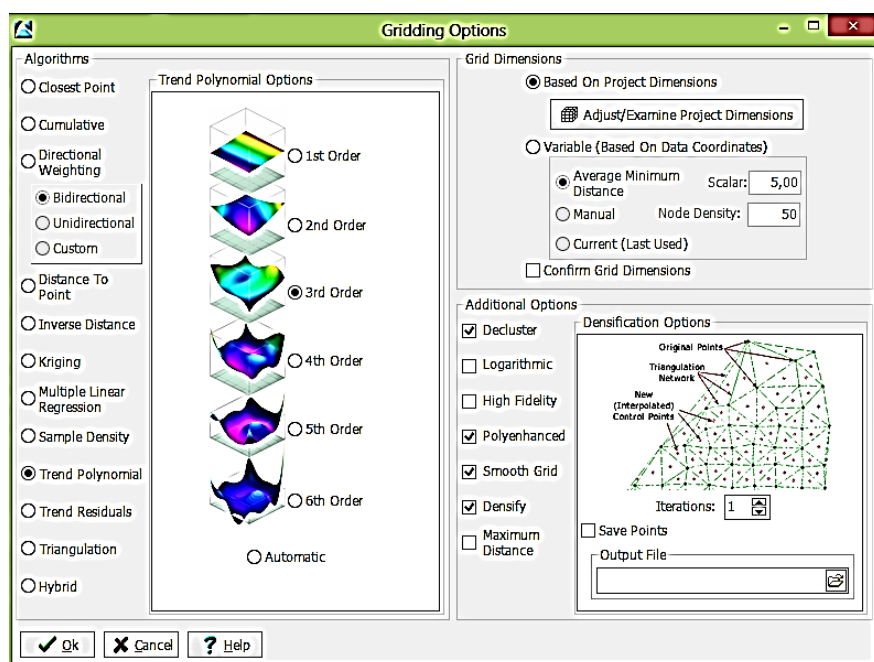 Gridding Options
Algorithms
Closest Point
Cumulative
Directional
Weighting
Bidirectional
Unidirectional
Custom
Distance To
Point
Inverse Distance
Kriging
Multiple Linear
Regression
Sample Density
Trend Polynomial
Trend Residuals
Triangulation
Hybrid
Trend Polynomial Options
1st Order
2nd Order
3rd Order
4th Order
5th Order
6th Order
Automatic
Grid Dimensions
Based On Project Dimensions
Adjust/Examine Project Dimensions
Variable (Based On Data Coordinates)
Average Minimum
Distance
Scalar: 5,00
Manual
Node Density: 50
Current (Last Used)
Confirm Grid Dimensions
Additional Options
Decluster
Logarithmic
High Fidelity
Polyenhanced
Smooth Grid
Densify
Maximum
Distance
Densification Options
Original Points
Triangulation
Network
New
(Interpolated)
Control Points
Iterations: 1
Save Points
Output File
Ok
Cancel
? Help